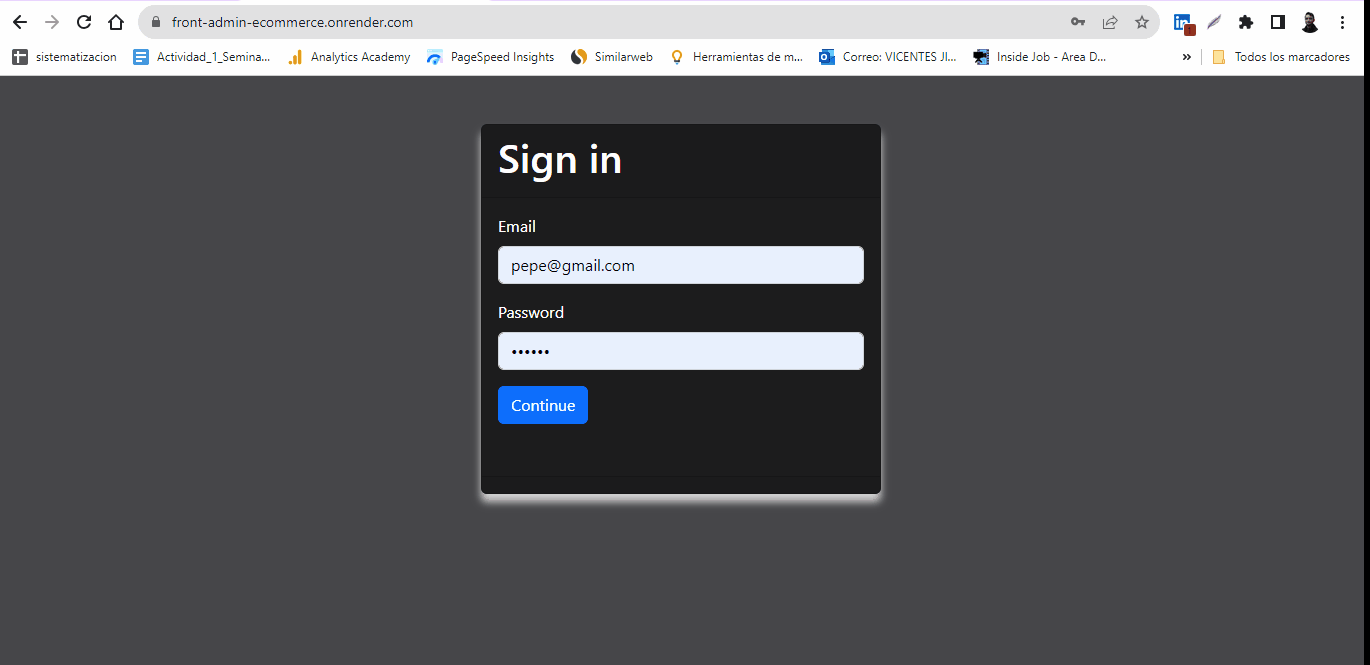 front-admin-ecommerce.onrender.com
sistematizacion Actividad_1_Semina... Analytics Academy PageSpeed Insights Similarweb Herramientas de m... Correo: VICENTES JI... Inside Job - Area D... » Todos los marcadores
Sign in
Email
pepe@gmail.com
Password
••••••
Continue